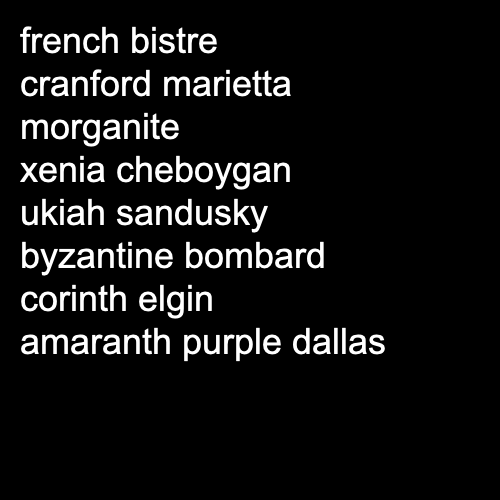 french bistre
cranford marietta
morganite
xenia cheboygan
ukiah sandusky
byzantine bombard
corinth elgin
amaranth purple dallas